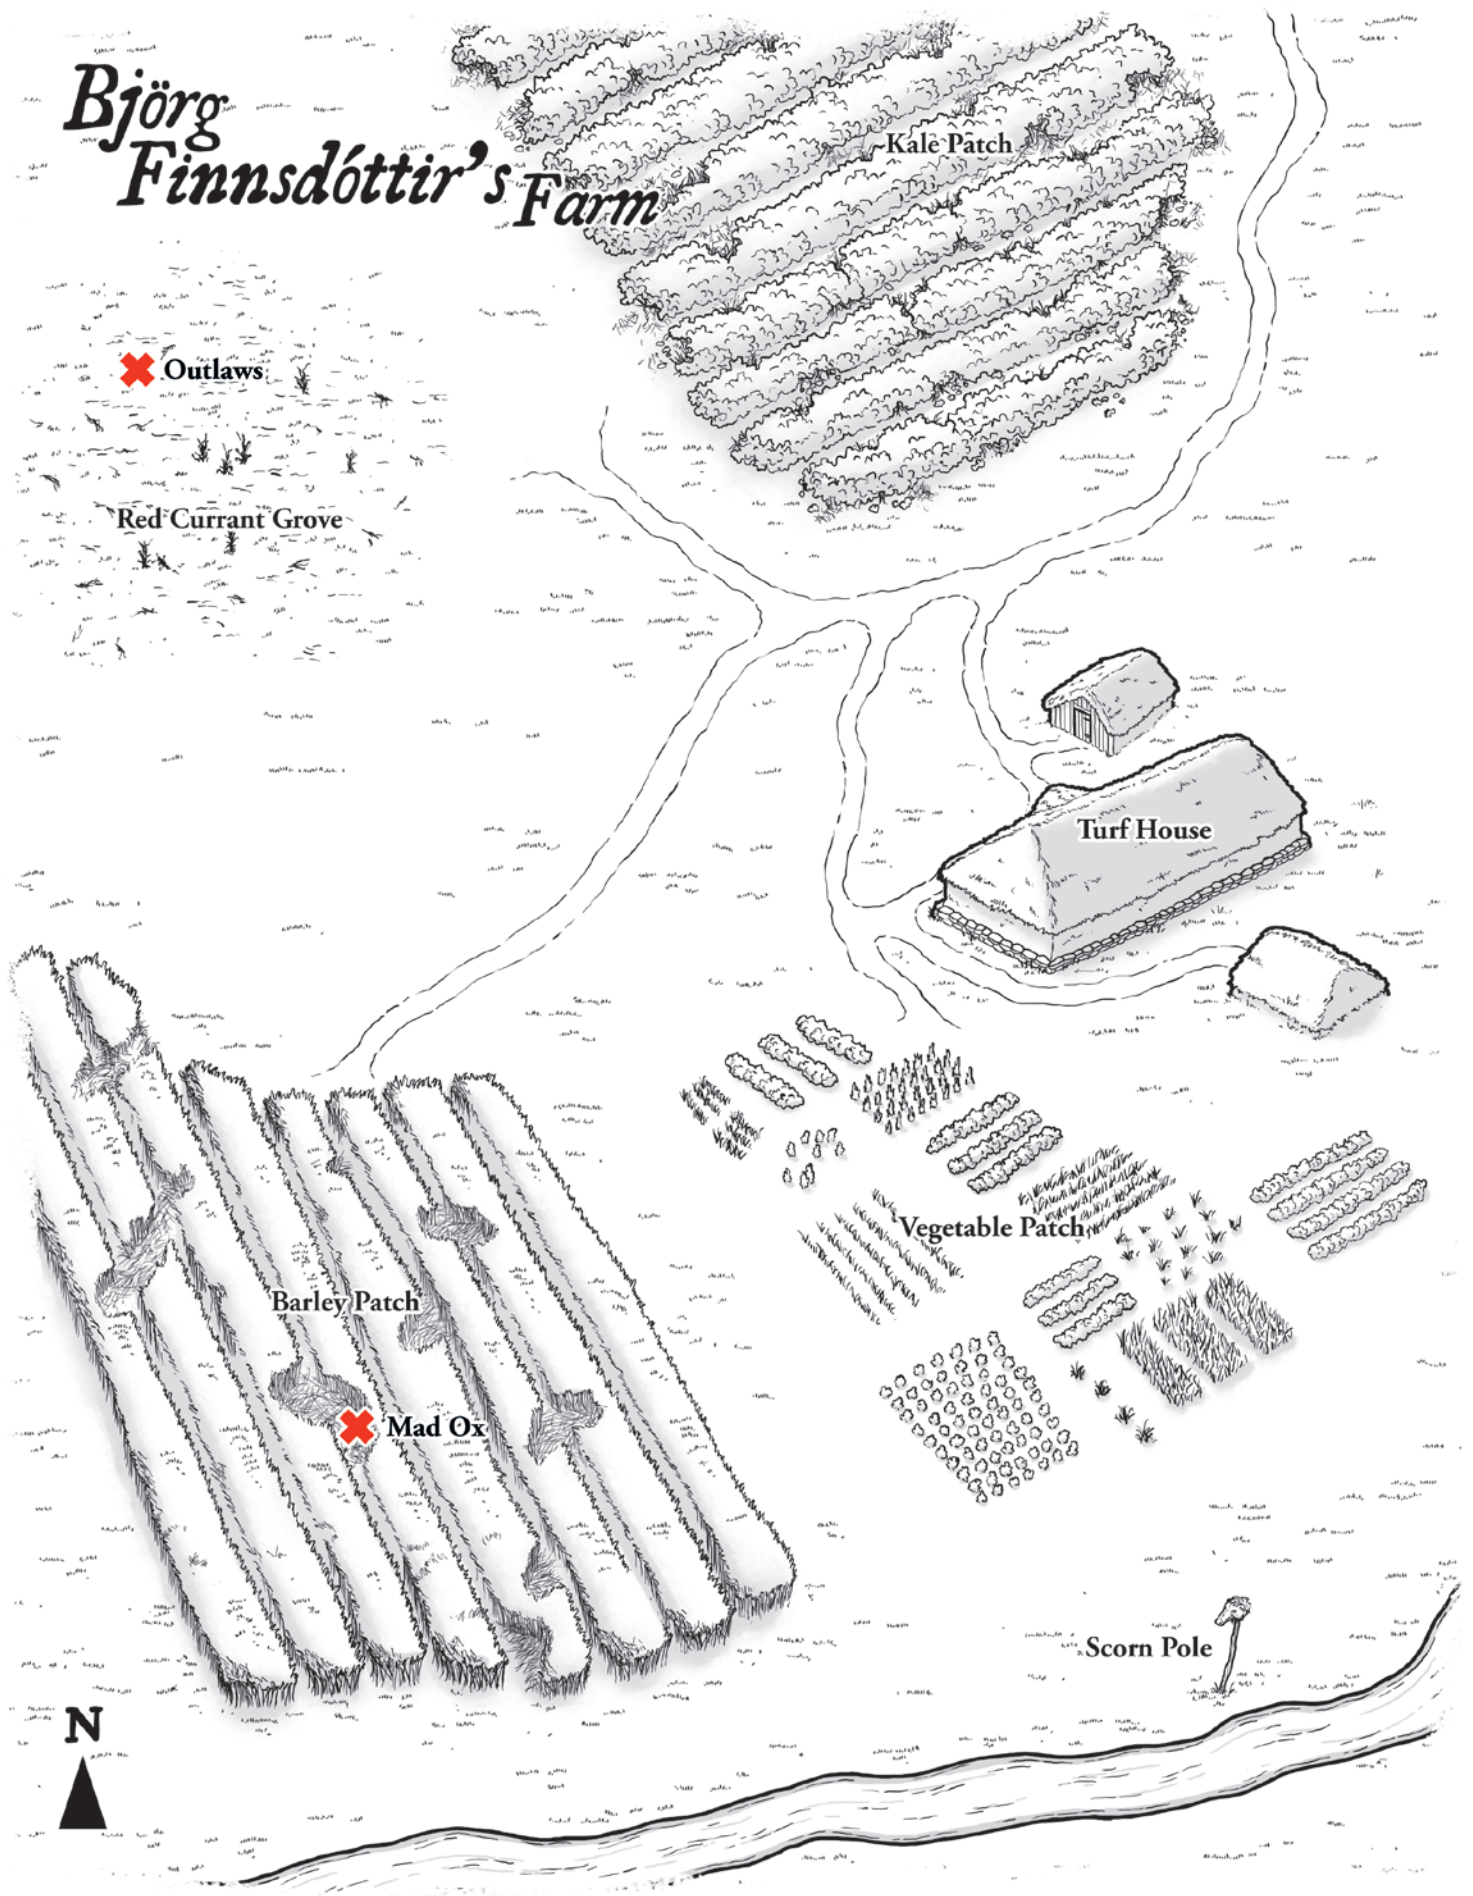 Björg
Finnsdóttir's Farm
Kale Patch
Outlaws
Red Currant Grove
Turf House
Vegetable Patch
Barley Patch
Mad Ox
Scorn Pole
N